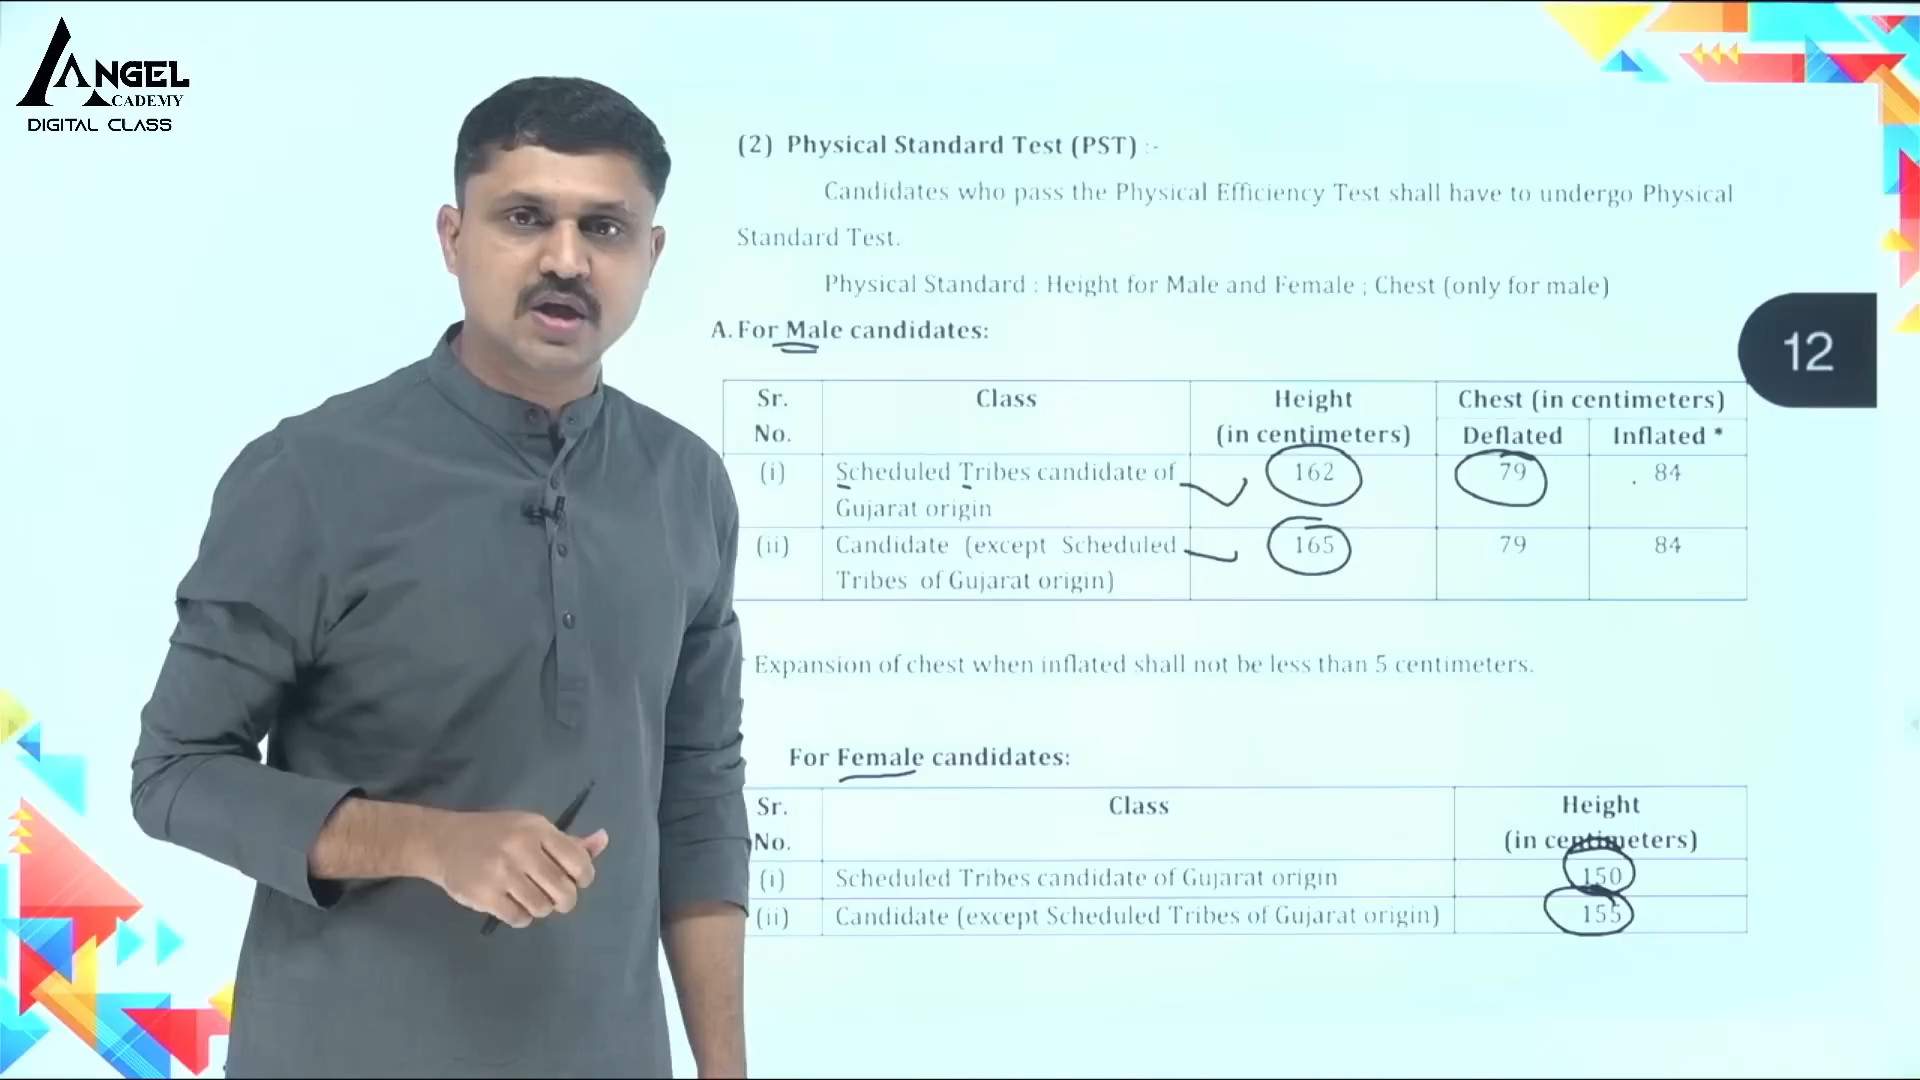 ANGEL
ACADEMY
DIGITAL CLASS
(2) Physical Standard Test (PST) :-
Candidates who pass the Physical Efficiency Test shall have to undergo Physical
Standard Test.
Physical Standard : Height for Male and Female ; Chest (only for male)
A. For Male candidates:
12
Sr. No. Class Height (in centimeters) Chest (in centimeters)
Deflated Inflated *
(i) Scheduled Tribes candidate of 162 79 84
Gujarat origin
(ii) Candidate (except Scheduled 165 79 84
Tribes of Gujarat origin)
* Expansion of chest when inflated shall not be less than 5 centimeters.
For Female candidates:
Sr. Class Height
No. (in centimeters)
(i) Scheduled Tribes candidate of Gujarat origin 150
(ii) Candidate (except Scheduled Tribes of Gujarat origin) 155